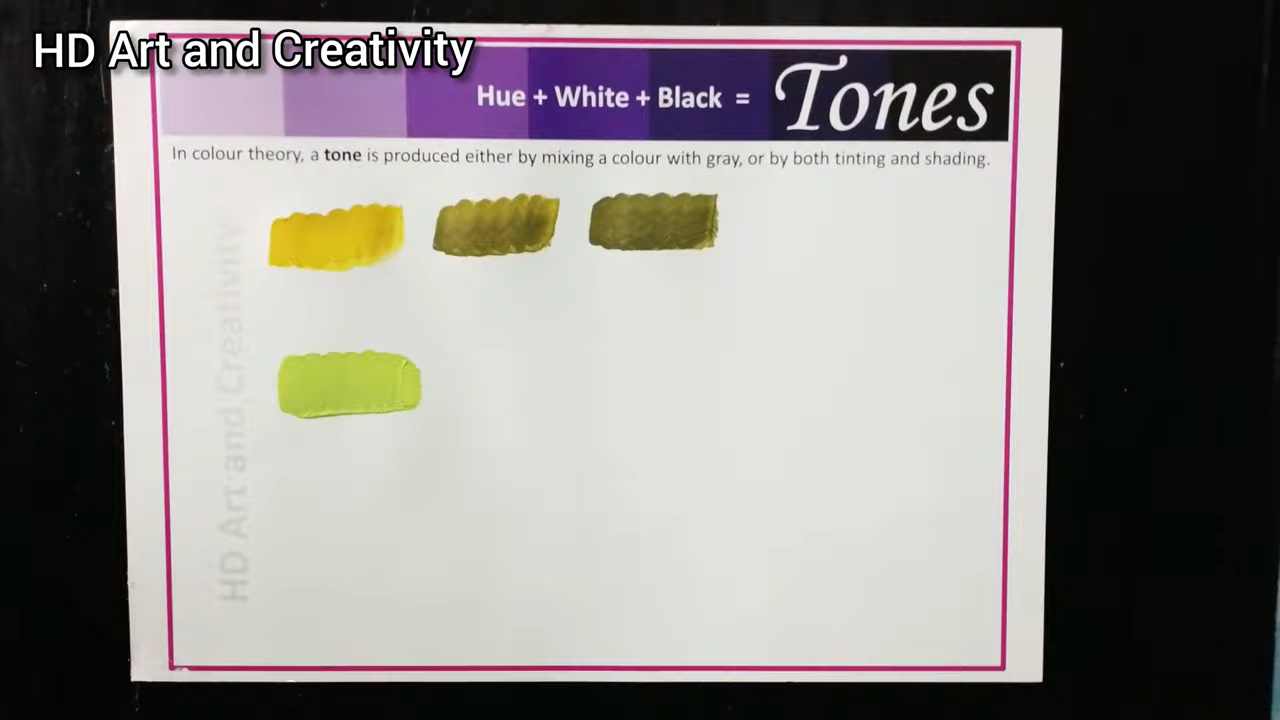 HD Art and Creativity
Hue + White + Black = Tones
In colour theory, a tone is produced either by mixing a colour with gray, or by both tinting and shading.
HD Art and Creativity